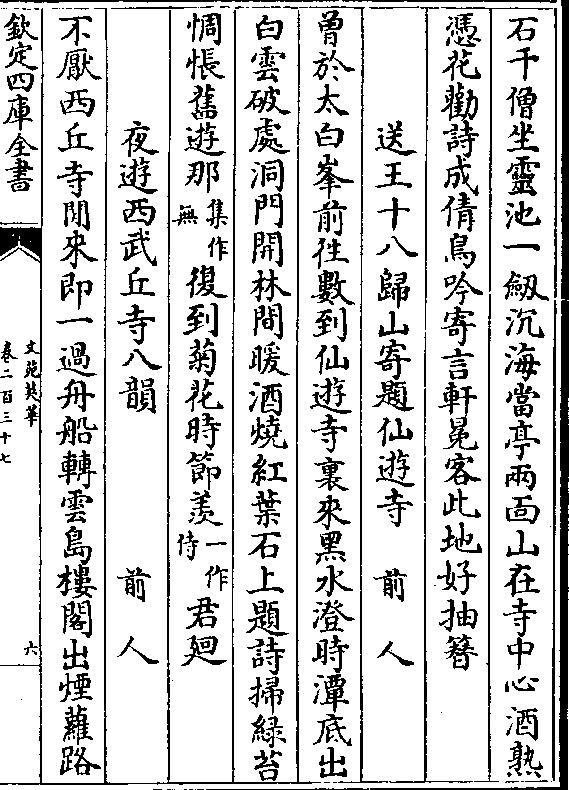 石千僧坐靈池一劔沉海當亭兩面山在寺中心酒熟
憑花勸詩成倩鳥吟寄言軒冕客此地好抽簪
送王十八歸山寄題仙遊寺 前人
曽於太白峯前徃數到仙遊寺裏來黒水澄時潭底出
白雲破處洞門開林間暖酒燒紅葉石上題詩掃緑苔
惆悵舊遊那集作無復到菊花時節羨一作侍君廻
夜遊西武丘寺八韻 前人
不厭西丘寺閒來即一過舟船轉雲島樓閣出煙蘿路
欽定四庫全書
文苑英華
卷二百三十七
六